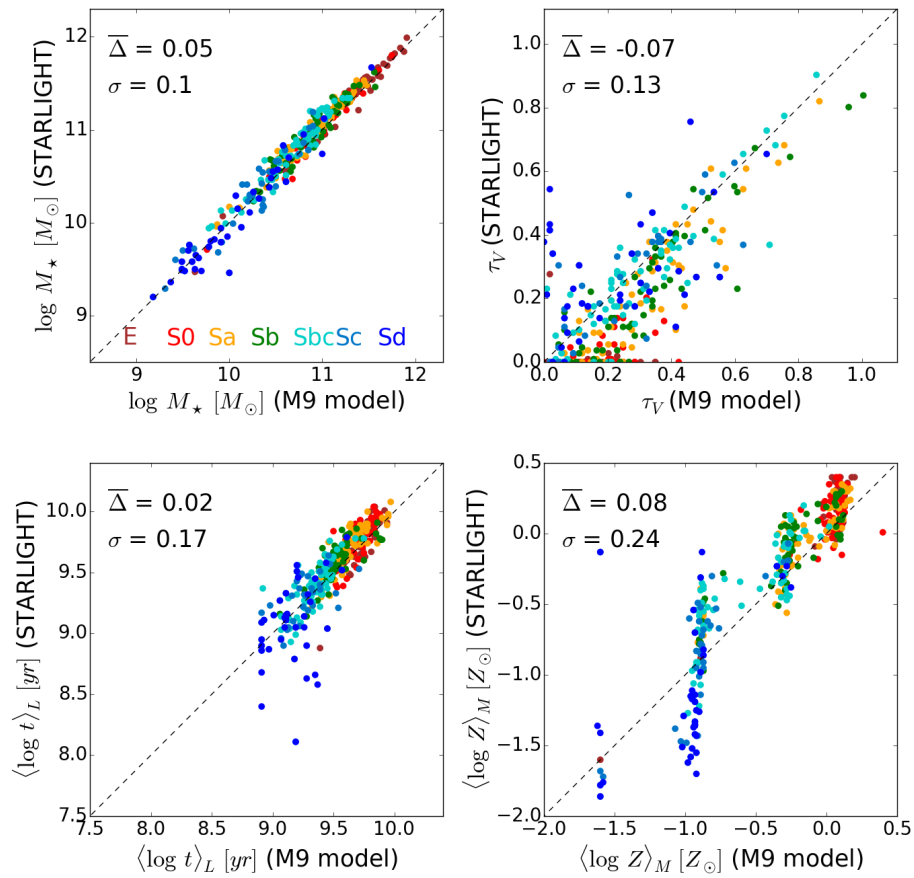 12
11
10
9
log M⋆ [M⊙] (STARLIGHT)
Δ̅ = 0.05
σ = 0.1
E S0 Sa Sb Sbc Sc Sd
9 10 11 12
log M⋆ [M⊙] (M9 model)
1.0
0.8
0.6
0.4
0.2
0.0
τV (STARLIGHT)
Δ̅ = -0.07
σ = 0.13
0.0 0.2 0.4 0.6 0.8 1.0
τV (M9 model)
10.0
9.5
9.0
8.5
8.0
7.5
⟨log t⟩L [yr] (STARLIGHT)
Δ̅ = 0.02
σ = 0.17
7.5 8.0 8.5 9.0 9.5 10.0
⟨log t⟩L [yr] (M9 model)
0.5
0.0
−0.5
−1.0
−1.5
−2.0
⟨log Z⟩M [Z⊙] (STARLIGHT)
Δ̅ = 0.08
σ = 0.24
−2.0 −1.5 −1.0 −0.5 0.0 0.5
⟨log Z⟩M [Z⊙] (M9 model)